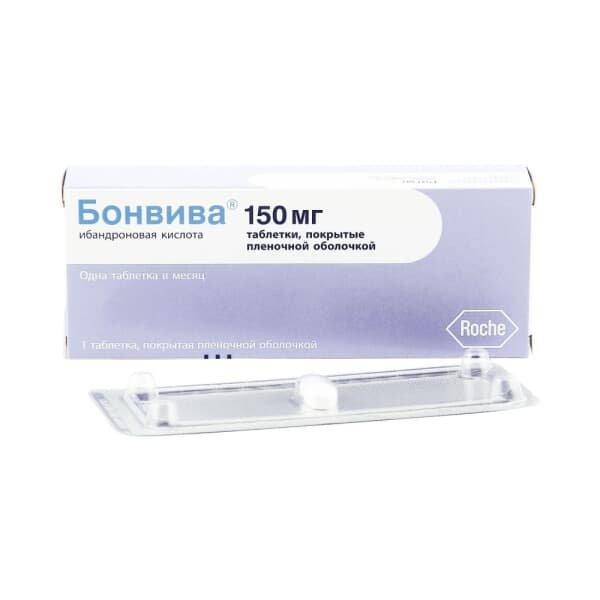 Бонвива® 150 мг
ибандроновая кислота
таблетки, покрытые
пленочной оболочкой
Одна таблетка в месяц
1 таблетка, покрытая пленочной оболочкой
Roche